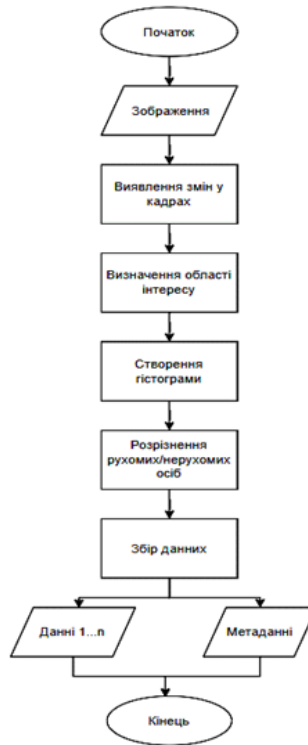 Початок
Зображення
Виявлення змін у
кадрах
Визначення області
інтересу
Створення
гістограми
Розрізнення
рухомих/нерухомих
осіб
Збір данних
Данні 1...n
Метаданні
Кінець